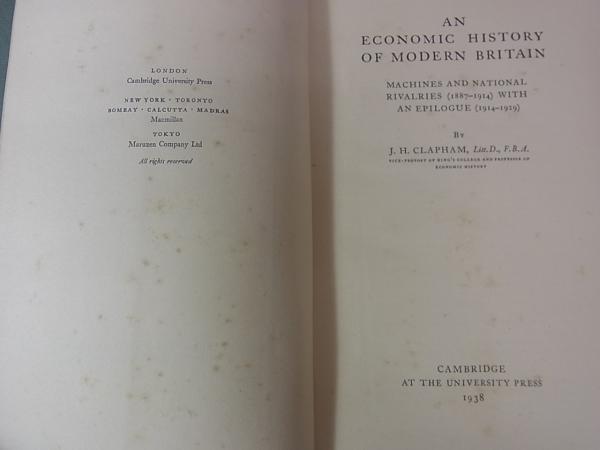 LONDON
Cambridge University Press
NEW YORK · TORONTO
BOMBAY · CALCUTTA · MADRAS
Macmillan
TOKYO
Maruzen Company Ltd
All rights reserved
AN
ECONOMIC HISTORY
OF MODERN BRITAIN
MACHINES AND NATIONAL
RIVALRIES (1887–1914) WITH
AN EPILOGUE (1914–1929)
By
J. H. CLAPHAM, Litt.D., F.B.A.
VICE-PROVOST OF KING'S COLLEGE AND PROFESSOR OF
ECONOMIC HISTORY
CAMBRIDGE
AT THE UNIVERSITY PRESS
1938